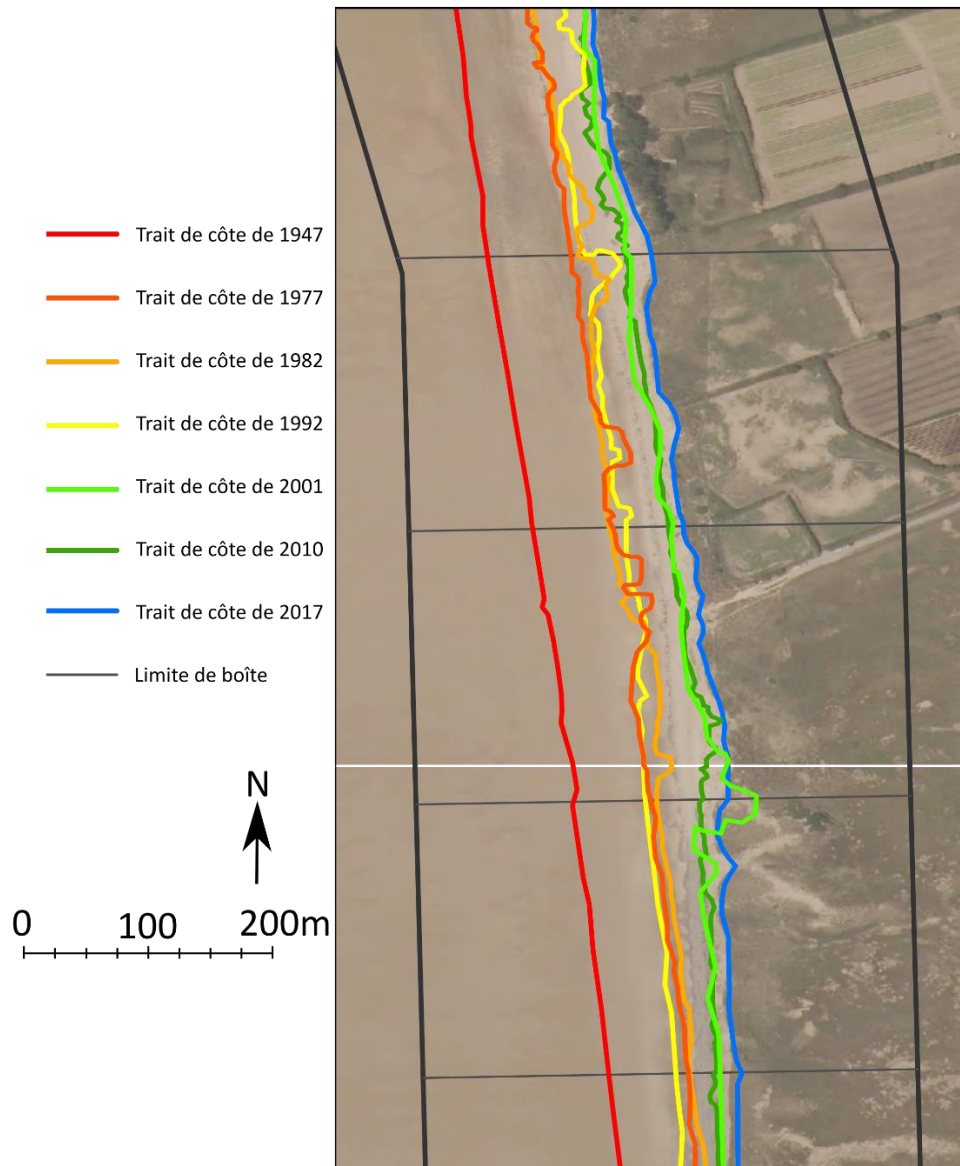 Trait de côte de 1947
Trait de côte de 1977
Trait de côte de 1982
Trait de côte de 1992
Trait de côte de 2001
Trait de côte de 2010
Trait de côte de 2017
Limite de boîte
N
0 100 200m